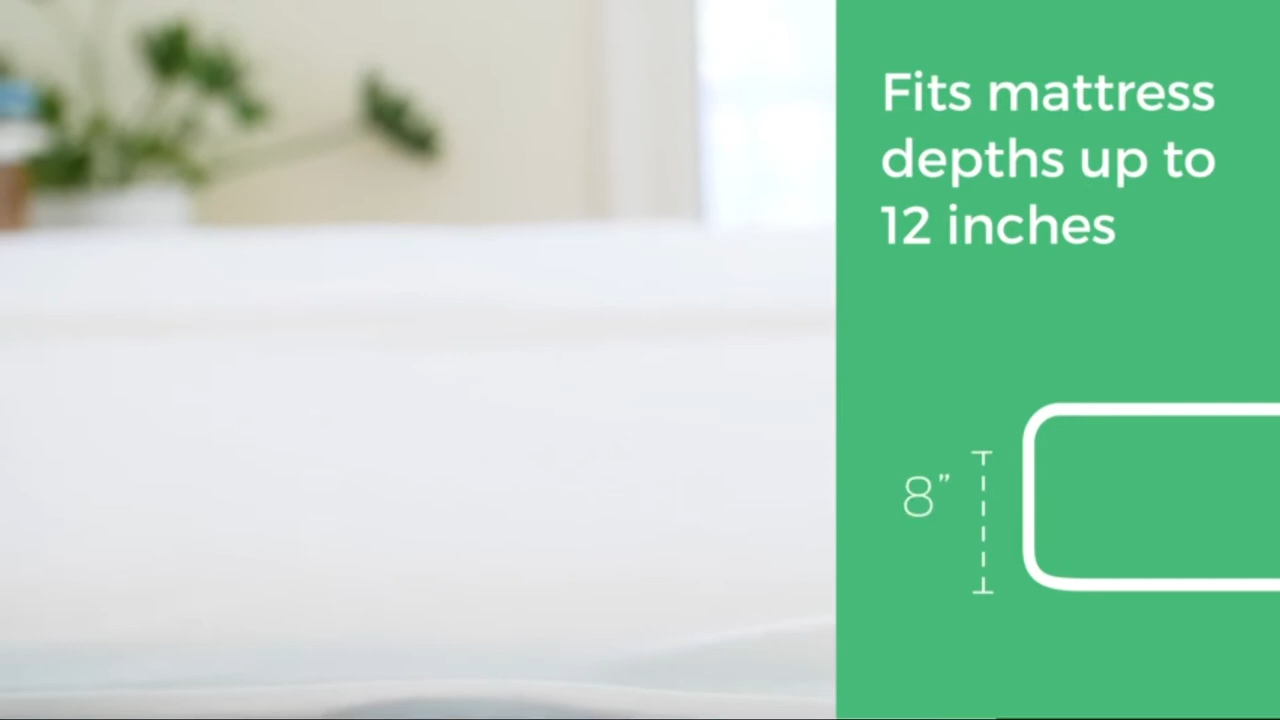 Fits mattress
depths up to
12 inches
8”